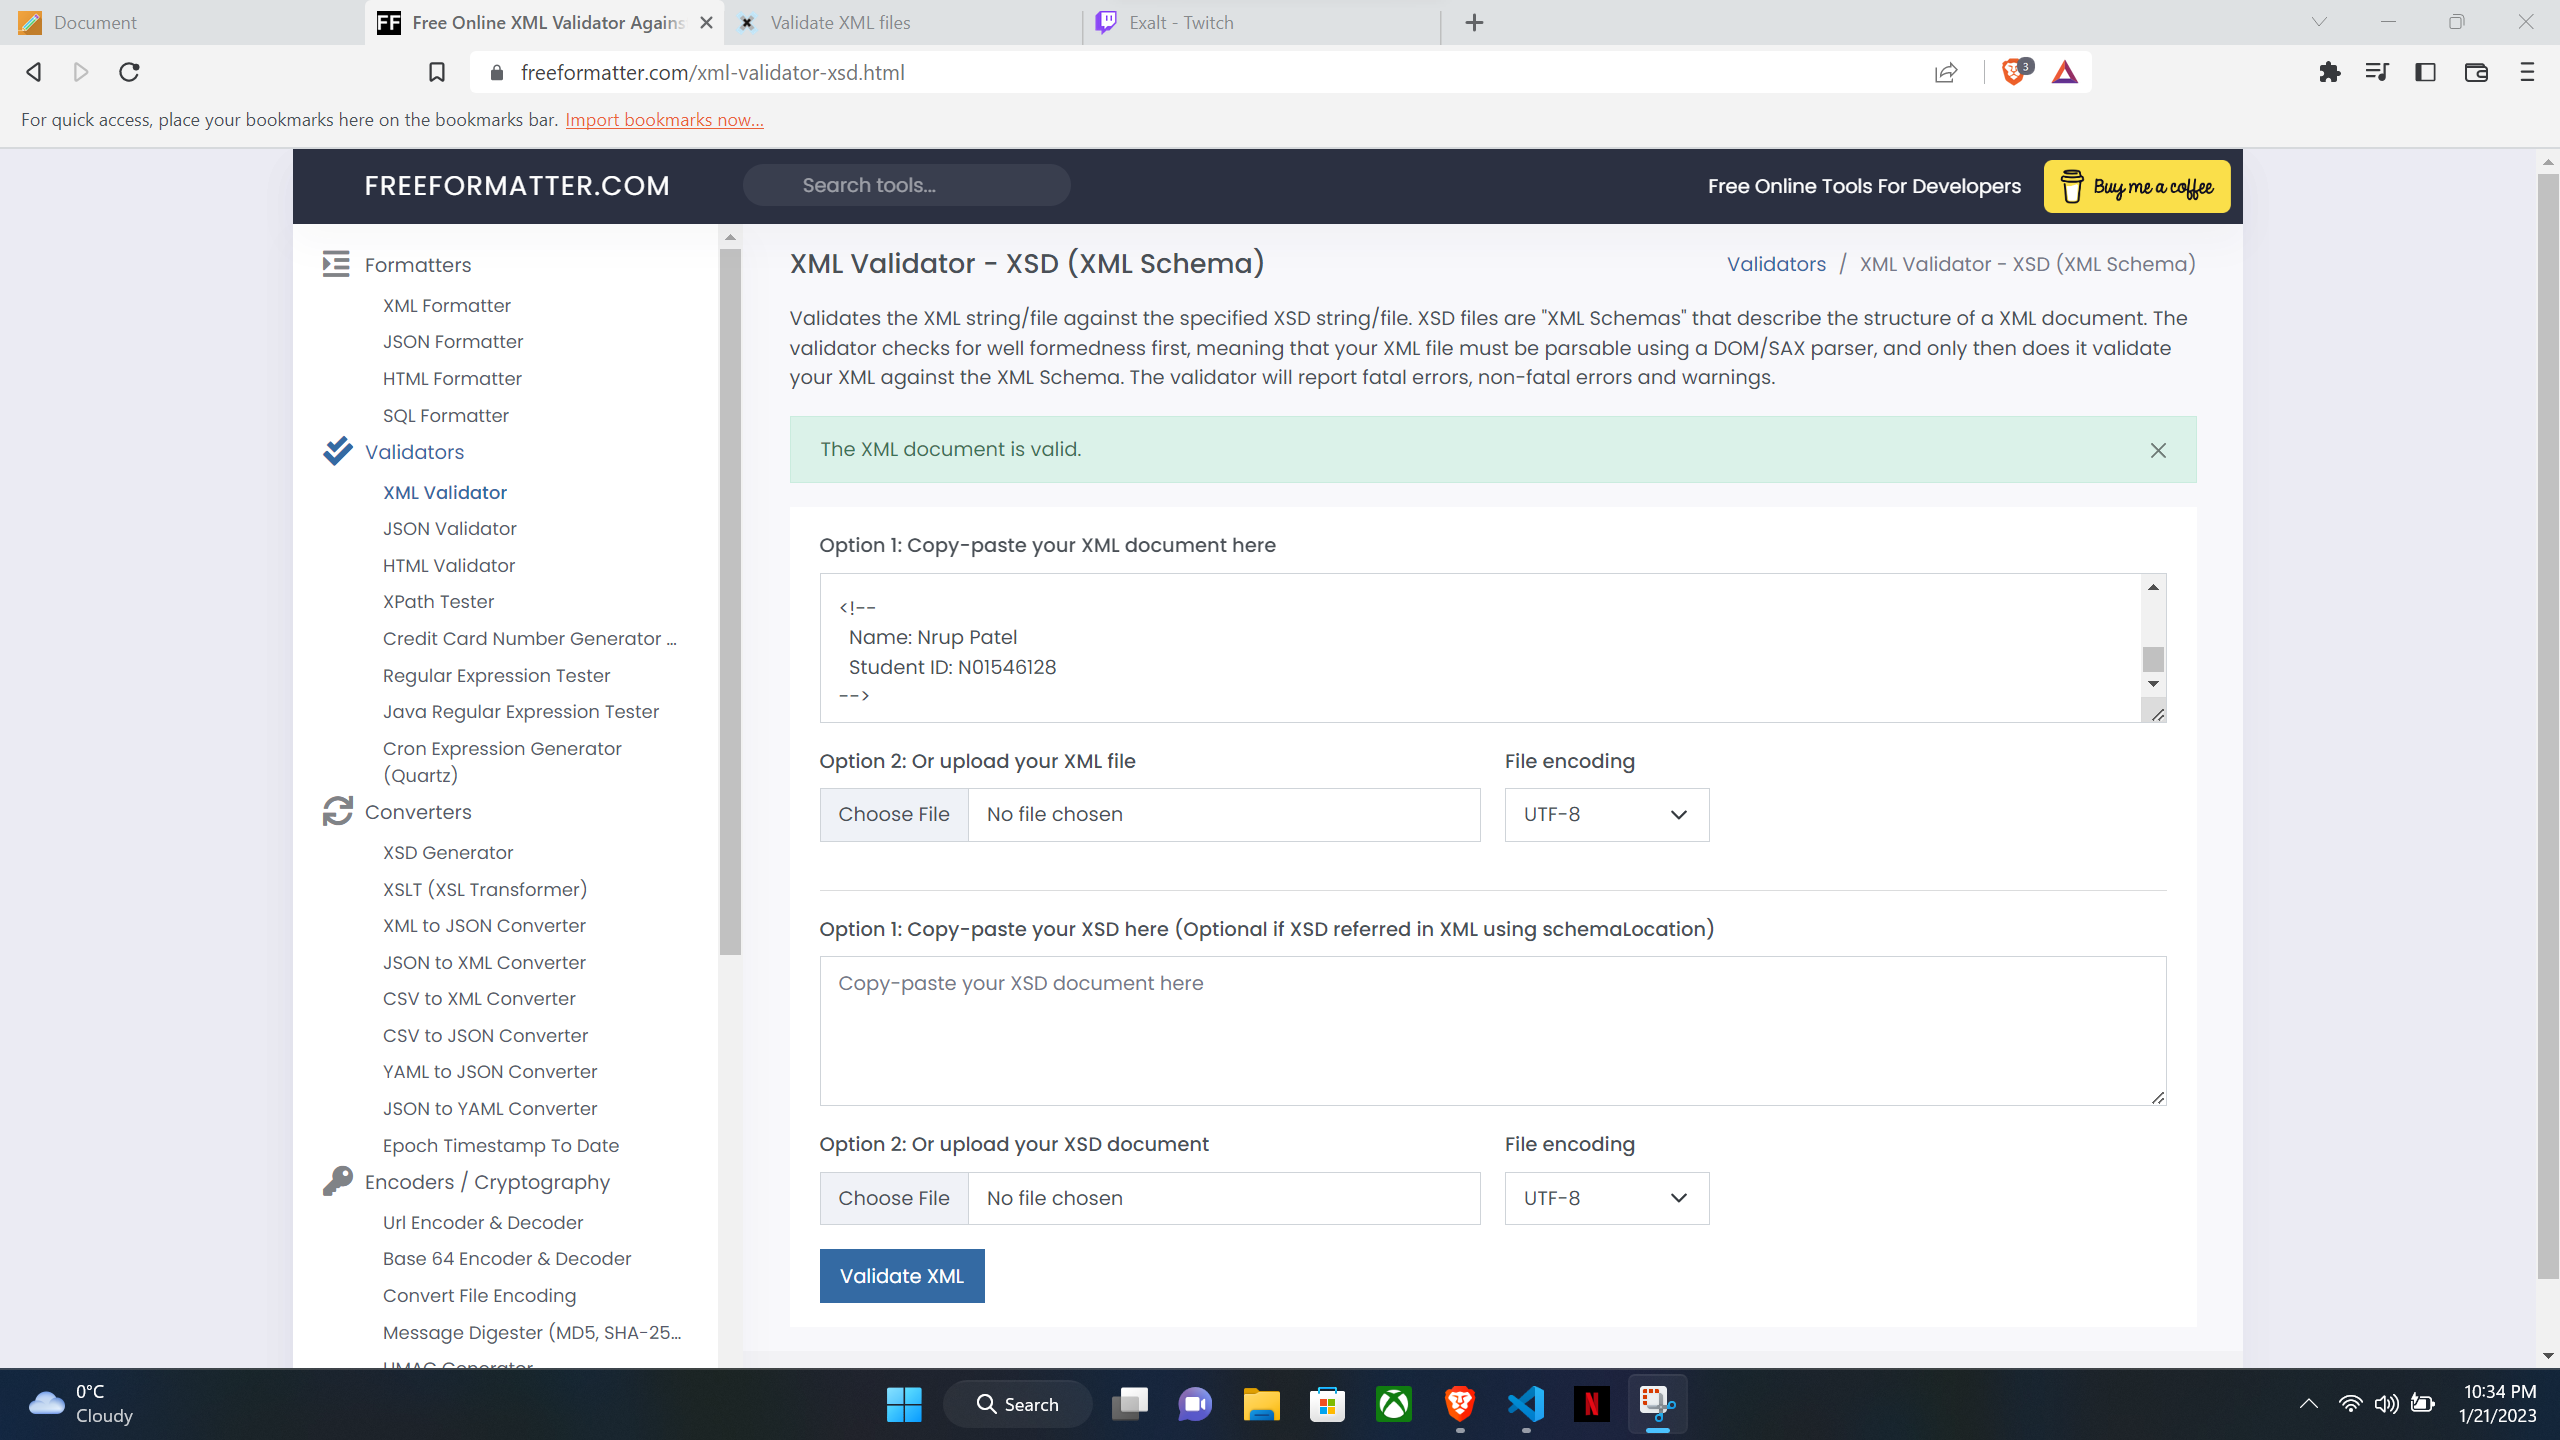 Document
Free Online XML Validator Agains
Validate XML files
Exalt - Twitch
freeformatter.com/xml-validator-xsd.html
3
For quick access, place your bookmarks here on the bookmarks bar. Import bookmarks now...
FREEFORMATTER.COM
Search tools...
Free Online Tools For Developers
Buy me a coffee
Formatters
XML Formatter
JSON Formatter
HTML Formatter
SQL Formatter
Validators
XML Validator
JSON Validator
HTML Validator
XPath Tester
Credit Card Number Generator ...
Regular Expression Tester
Java Regular Expression Tester
Cron Expression Generator
(Quartz)
Converters
XSD Generator
XSLT (XSL Transformer)
XML to JSON Converter
JSON to XML Converter
CSV to XML Converter
CSV to JSON Converter
YAML to JSON Converter
JSON to YAML Converter
Epoch Timestamp To Date
Encoders / Cryptography
Url Encoder & Decoder
Base 64 Encoder & Decoder
Convert File Encoding
Message Digester (MD5, SHA-25...
HMAC Generator
XML Validator - XSD (XML Schema)
Validators / XML Validator - XSD (XML Schema)
Validates the XML string/file against the specified XSD string/file. XSD files are "XML Schemas" that describe the structure of a XML document. The
validator checks for well formedness first, meaning that your XML file must be parsable using a DOM/SAX parser, and only then does it validate
your XML against the XML Schema. The validator will report fatal errors, non-fatal errors and warnings.
The XML document is valid.
Option 1: Copy-paste your XML document here
<!--
Name: Nrup Patel
Student ID: N01546128
-->
Option 2: Or upload your XML file
File encoding
Choose File
No file chosen
UTF-8
Option 1: Copy-paste your XSD here (Optional if XSD referred in XML using schemaLocation)
Copy-paste your XSD document here
Option 2: Or upload your XSD document
File encoding
Choose File
No file chosen
UTF-8
Validate XML
0°C
Cloudy
Search
10:34 PM
1/21/2023